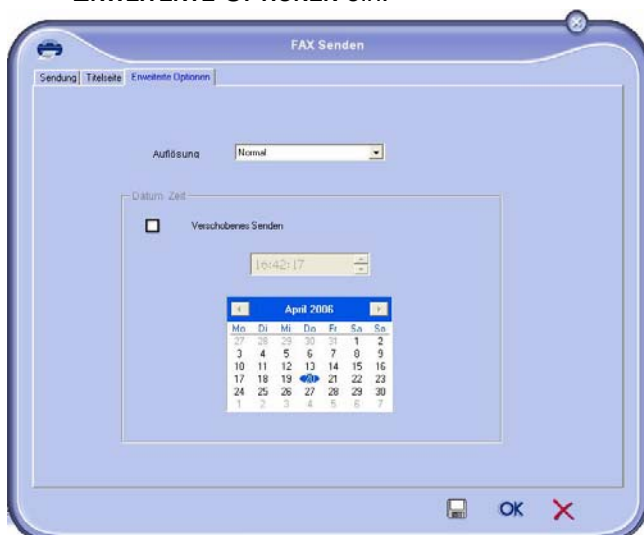 ERWEITERTE OPTIONEN ein.
FAX Senden
Sendung Titelseite Erweiterte Optionen
Auflösung Normal
Datum Zeit
Verschobenes Senden
16:42:17
April 2006
Mo Di Mi Do Fr Sa So
27 28 29 30 31 1 2
3 4 5 6 7 8 9
10 11 12 13 14 15 16
17 18 19 20 21 22 23
24 25 26 27 28 29 30
1 2 3 4 5 6 7
OK